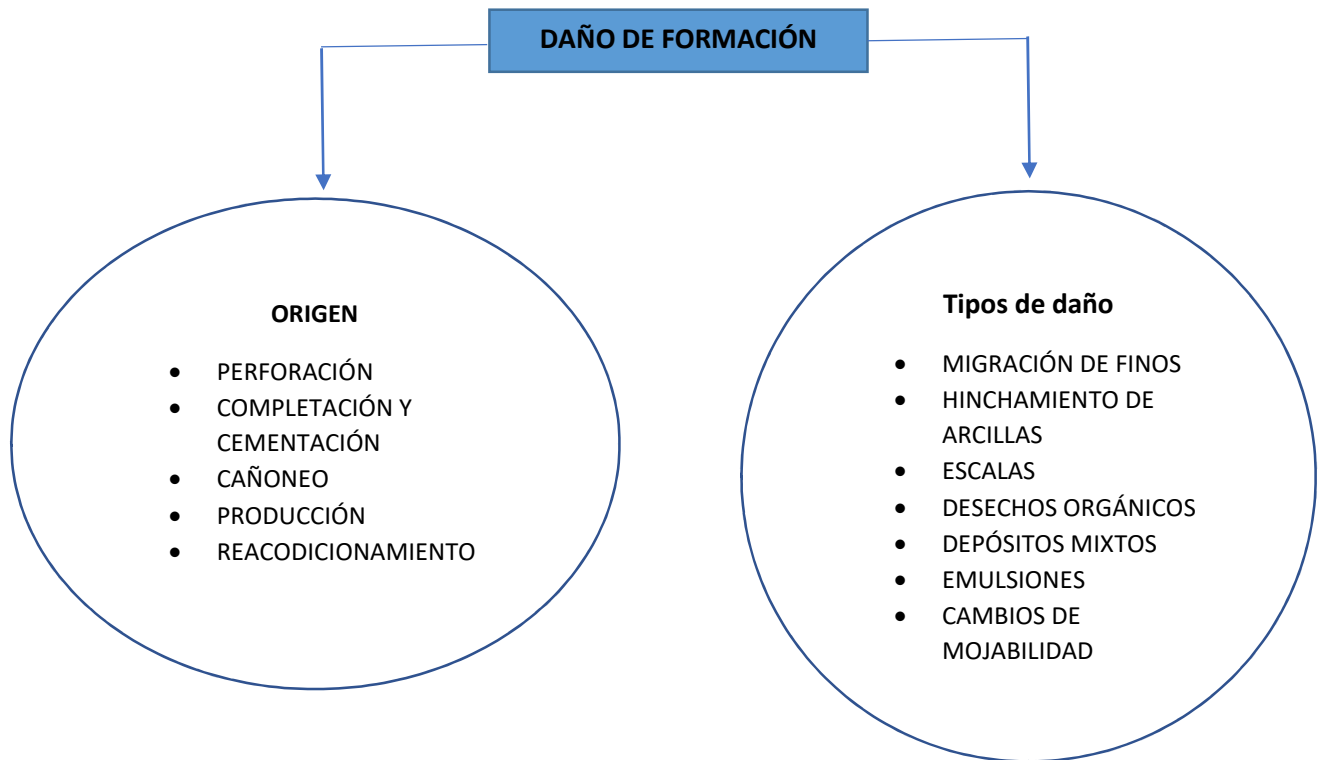 DAÑO DE FORMACIÓN
ORIGEN
• PERFORACIÓN
• COMPLETACIÓN Y
CEMENTACIÓN
• CAÑONEO
• PRODUCCIÓN
• REACODICIONAMIENTO
Tipos de daño
• MIGRACIÓN DE FINOS
• HINCHAMIENTO DE
ARCILLAS
• ESCALAS
• DESECHOS ORGÁNICOS
• DEPÓSITOS MIXTOS
• EMULSIONES
• CAMBIOS DE
MOJABILIDAD